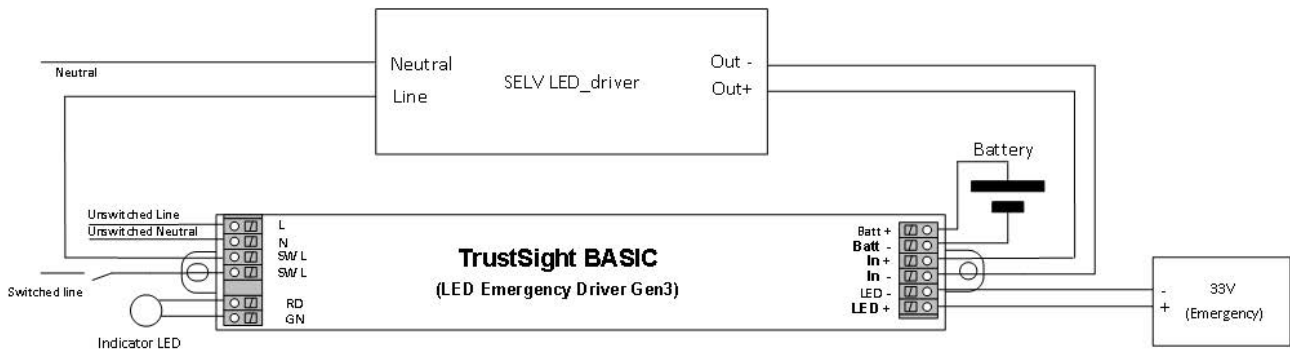 Neutral
Neutral
Line
SELV LED_driver
Out -
Out+
Battery
Unswitched Line
Unswitched Neutral
L
N
SW L
SW L
Switched line
RD
GN
Indicator LED
TrustSight BASIC
(LED Emergency Driver Gen3)
Batt +
Batt -
In +
In -
LED -
LED +
-
+
33V
(Emergency)